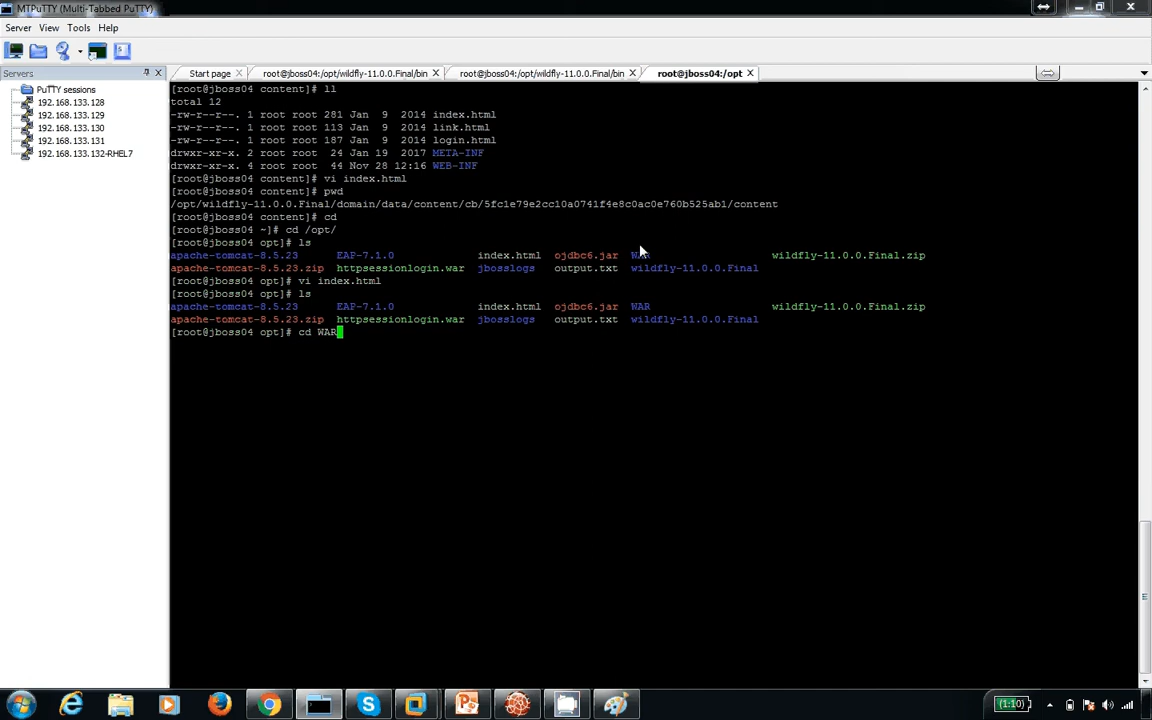 MTPuTTY (Multi-Tabbed PuTTY)
Server View Tools Help
Servers
PuTTY sessions
192.168.133.128
192.168.133.129
192.168.133.130
192.168.133.131
192.168.133.132-RHEL7
Start page root@jboss04:/opt/wildfly-11.0.0.Final/bin root@jboss04:/opt/wildfly-11.0.0.Final/bin root@jboss04:/opt
[root@jboss04 content]# ll
total 12
-rw-r--r--. 1 root root 281 Jan  9  2014 index.html
-rw-r--r--. 1 root root 113 Jan  9  2014 link.html
-rw-r--r--. 1 root root 187 Jan  9  2014 login.html
drwxr-xr-x. 2 root root  24 Jan 19  2017 META-INF
drwxr-xr-x. 4 root root  44 Nov 28 12:16 WEB-INF
[root@jboss04 content]# vi index.html
[root@jboss04 content]# pwd
/opt/wildfly-11.0.0.Final/domain/data/content/cb/5fc1e79e2cc10a0741f4e8c0ac0e760b525ab1/content
[root@jboss04 content]# cd
[root@jboss04 ~]# cd /opt/
[root@jboss04 opt]# ls
apache-tomcat-8.5.23 EAP-7.1.0 index.html ojdbc6.jar WAR wildfly-11.0.0.Final.zip
apache-tomcat-8.5.23.zip httpsessionlogin.war jbosslogs output.txt wildfly-11.0.0.Final
[root@jboss04 opt]# vi index.html
[root@jboss04 opt]# ls
apache-tomcat-8.5.23 EAP-7.1.0 index.html ojdbc6.jar WAR wildfly-11.0.0.Final.zip
apache-tomcat-8.5.23.zip httpsessionlogin.war jbosslogs output.txt wildfly-11.0.0.Final
[root@jboss04 opt]# cd WAR
(1:10)